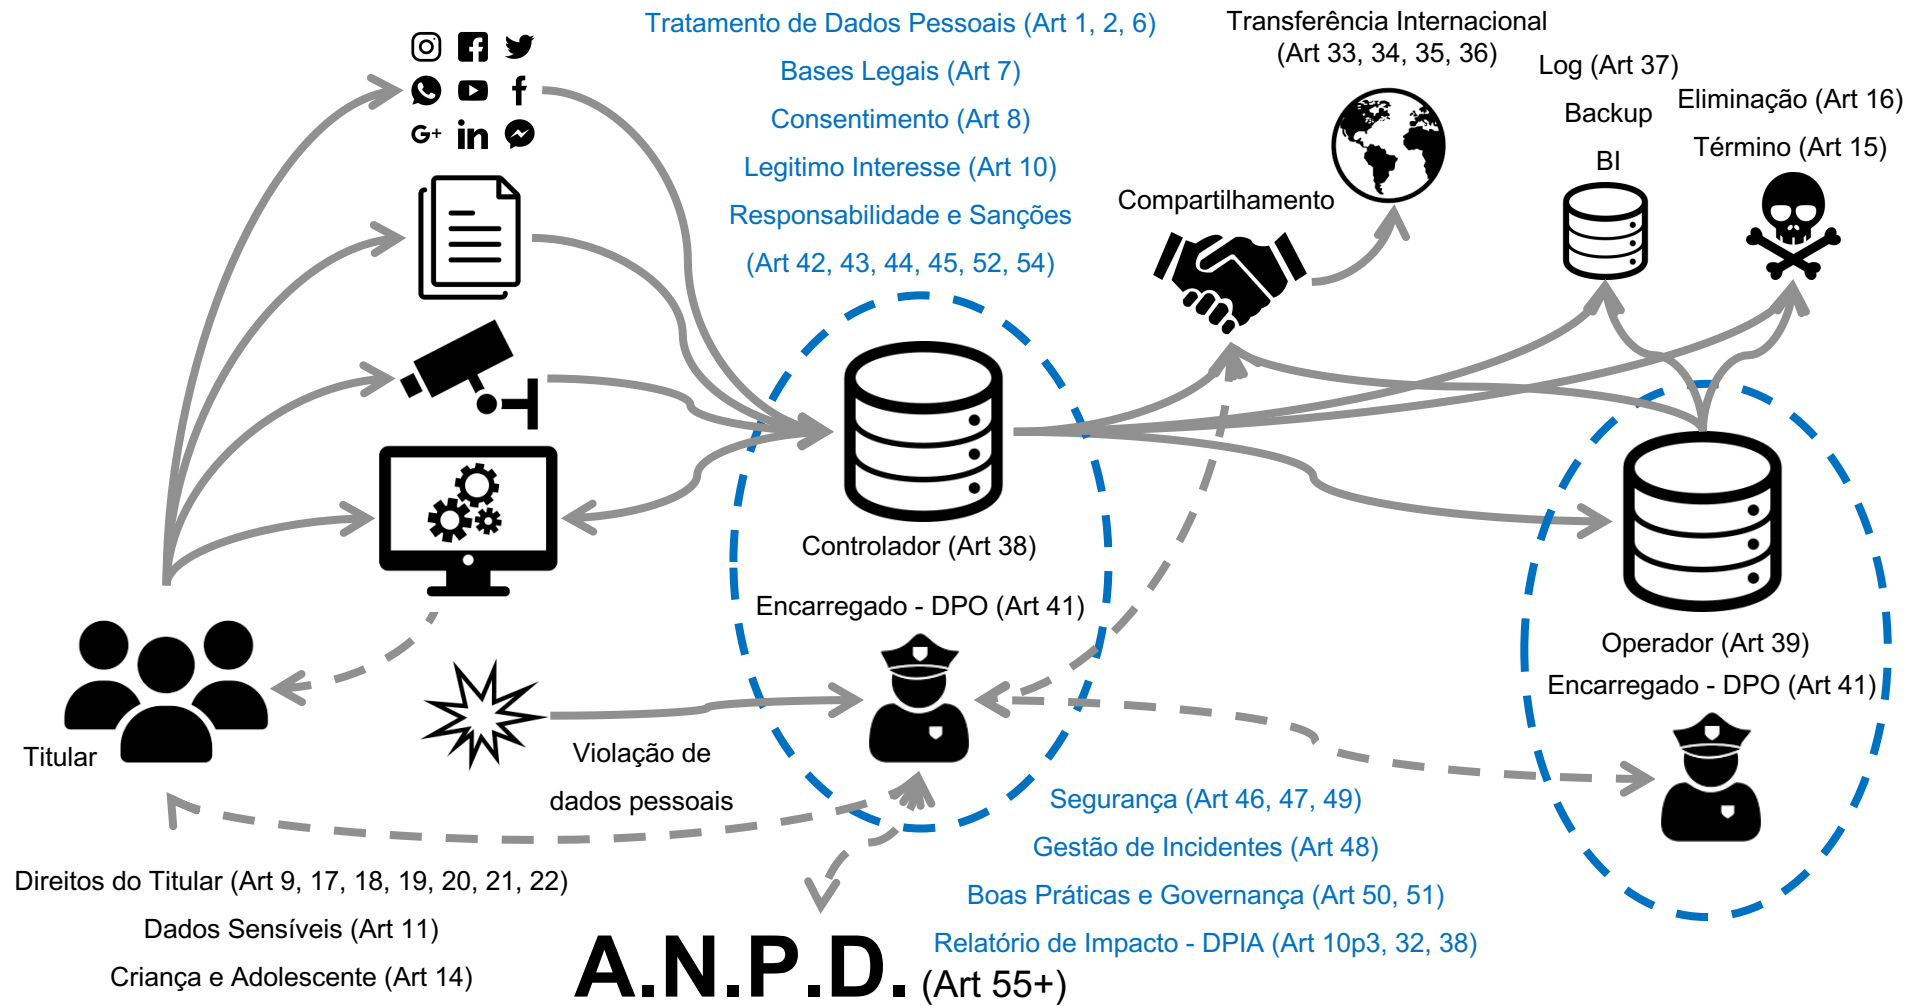 Tratamento de Dados Pessoais (Art 1, 2, 6)
Bases Legais (Art 7)
Consentimento (Art 8)
Legitimo Interesse (Art 10)
Responsabilidade e Sanções
(Art 42, 43, 44, 45, 52, 54)
Transferência Internacional
(Art 33, 34, 35, 36)
Log (Art 37)
Backup
BI
Eliminação (Art 16)
Término (Art 15)
Compartilhamento
G+ in
Controlador (Art 38)
Encarregado - DPO (Art 41)
Operador (Art 39)
Encarregado - DPO (Art 41)
Titular
Violação de
dados pessoais
Segurança (Art 46, 47, 49)
Gestão de Incidentes (Art 48)
Boas Práticas e Governança (Art 50, 51)
Relatório de Impacto - DPIA (Art 10p3, 32, 38)
Direitos do Titular (Art 9, 17, 18, 19, 20, 21, 22)
Dados Sensíveis (Art 11)
Criança e Adolescente (Art 14)
A.N.P.D. (Art 55+)